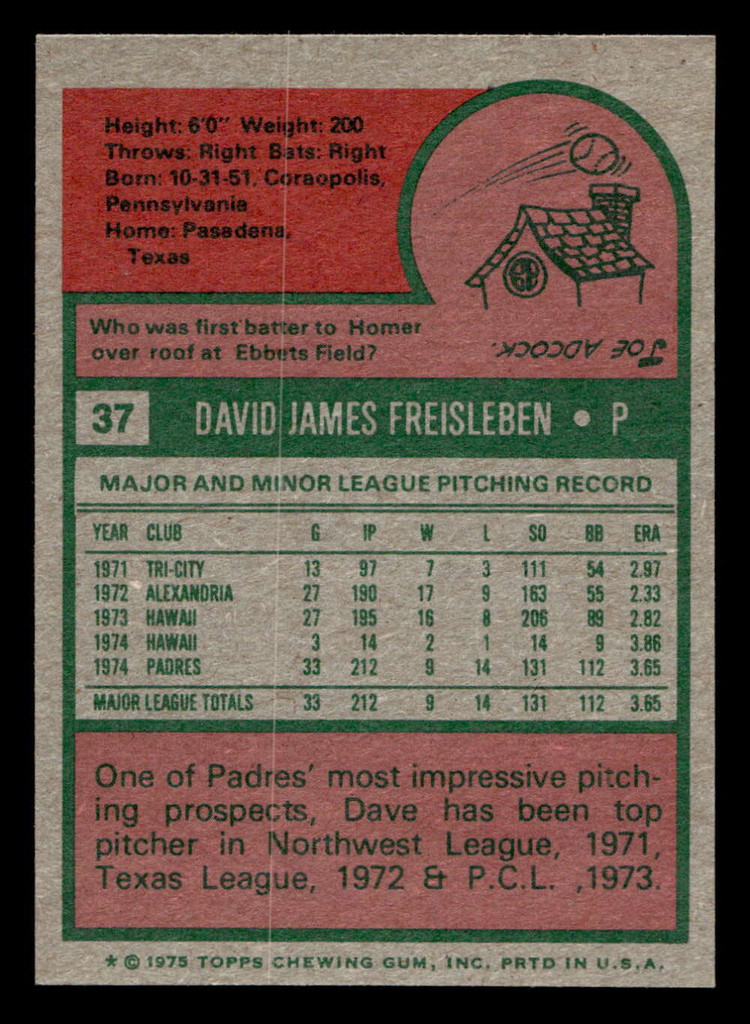 Height: 6'0" Weight: 200
Throws: Right Bats: Right
Born: 10-31-51, Coraopolis,
Pennsylvania
Home: Pasadena,
Texas
Who was first batter to Homer
over roof at Ebbets Field?
JOE ADCOCK.
37 DAVID JAMES FREISLEBEN • P
MAJOR AND MINOR LEAGUE PITCHING RECORD
YEAR CLUB G IP W L SO BB ERA
1971 TRI-CITY 13 97 7 3 111 54 2.97
1972 ALEXANDRIA 27 190 17 9 163 55 2.33
1973 HAWAII 27 195 16 8 206 89 2.82
1974 HAWAII 3 14 2 1 14 9 3.86
1974 PADRES 33 212 9 14 131 112 3.65
MAJOR LEAGUE TOTALS 33 212 9 14 131 112 3.65
One of Padres' most impressive pitch-
ing prospects, Dave has been top
pitcher in Northwest League, 1971,
Texas League, 1972 & P.C.L. ,1973.
* © 1975 TOPPS CHEWING GUM, INC. PRTD IN U.S.A.